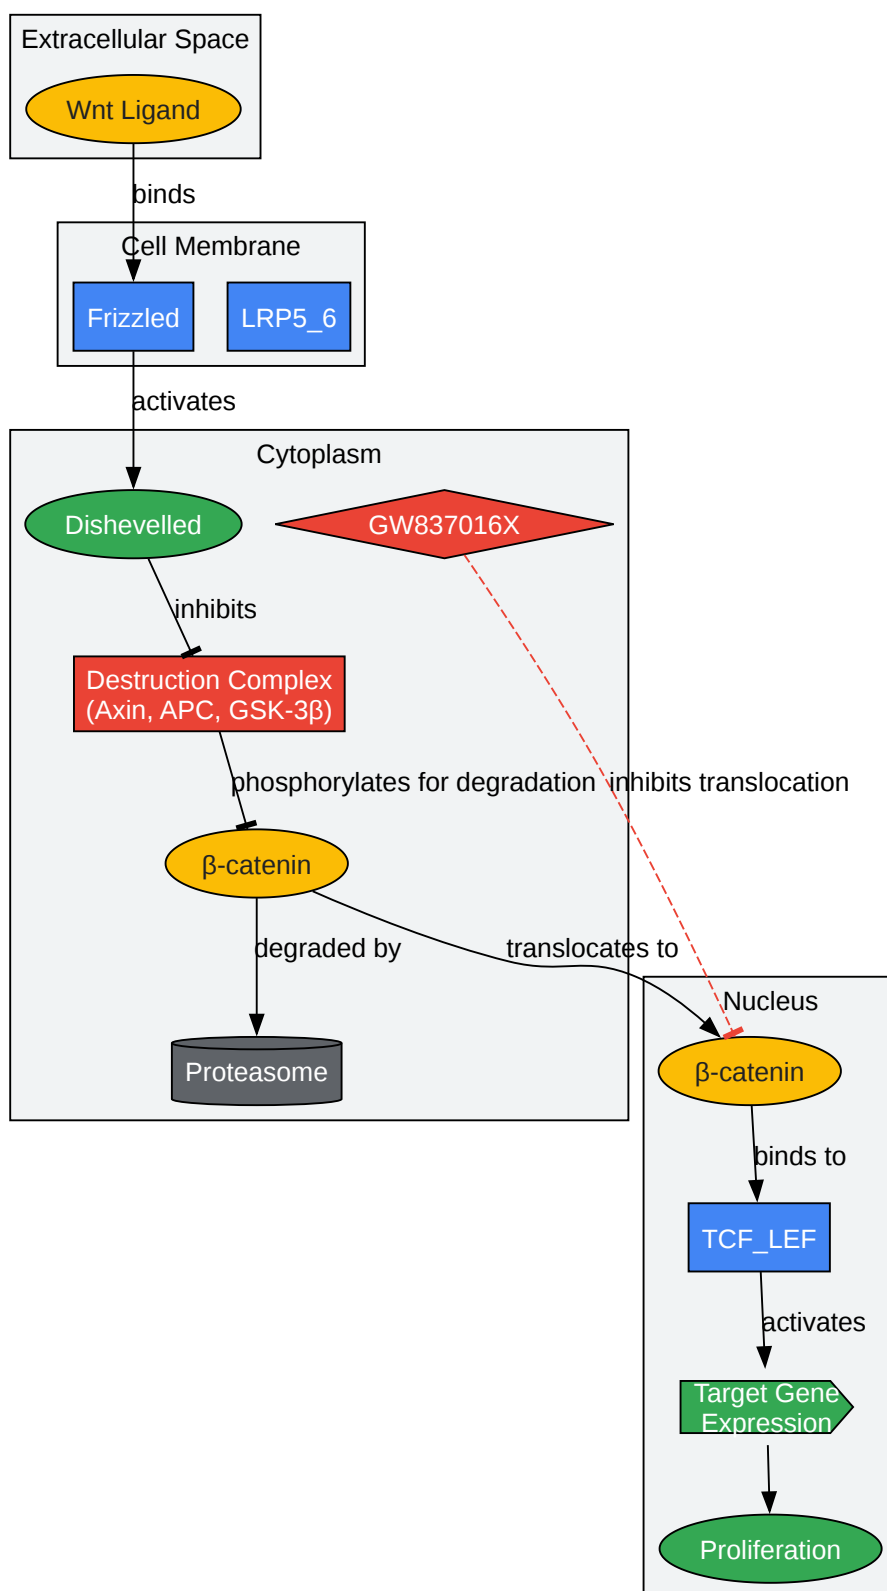 Extracellular Space
Wnt Ligand
binds
Cell Membrane
Frizzled
LRP5_6
activates
Cytoplasm
Dishevelled
GW837016X
inhibits
Destruction Complex
(Axin, APC, GSK-3β)
phosphorylates for degradation
inhibits translocation
β-catenin
degraded by
translocates to
Nucleus
Proteasome
β-catenin
binds to
TCF_LEF
activates
Target Gene
Expression
Proliferation